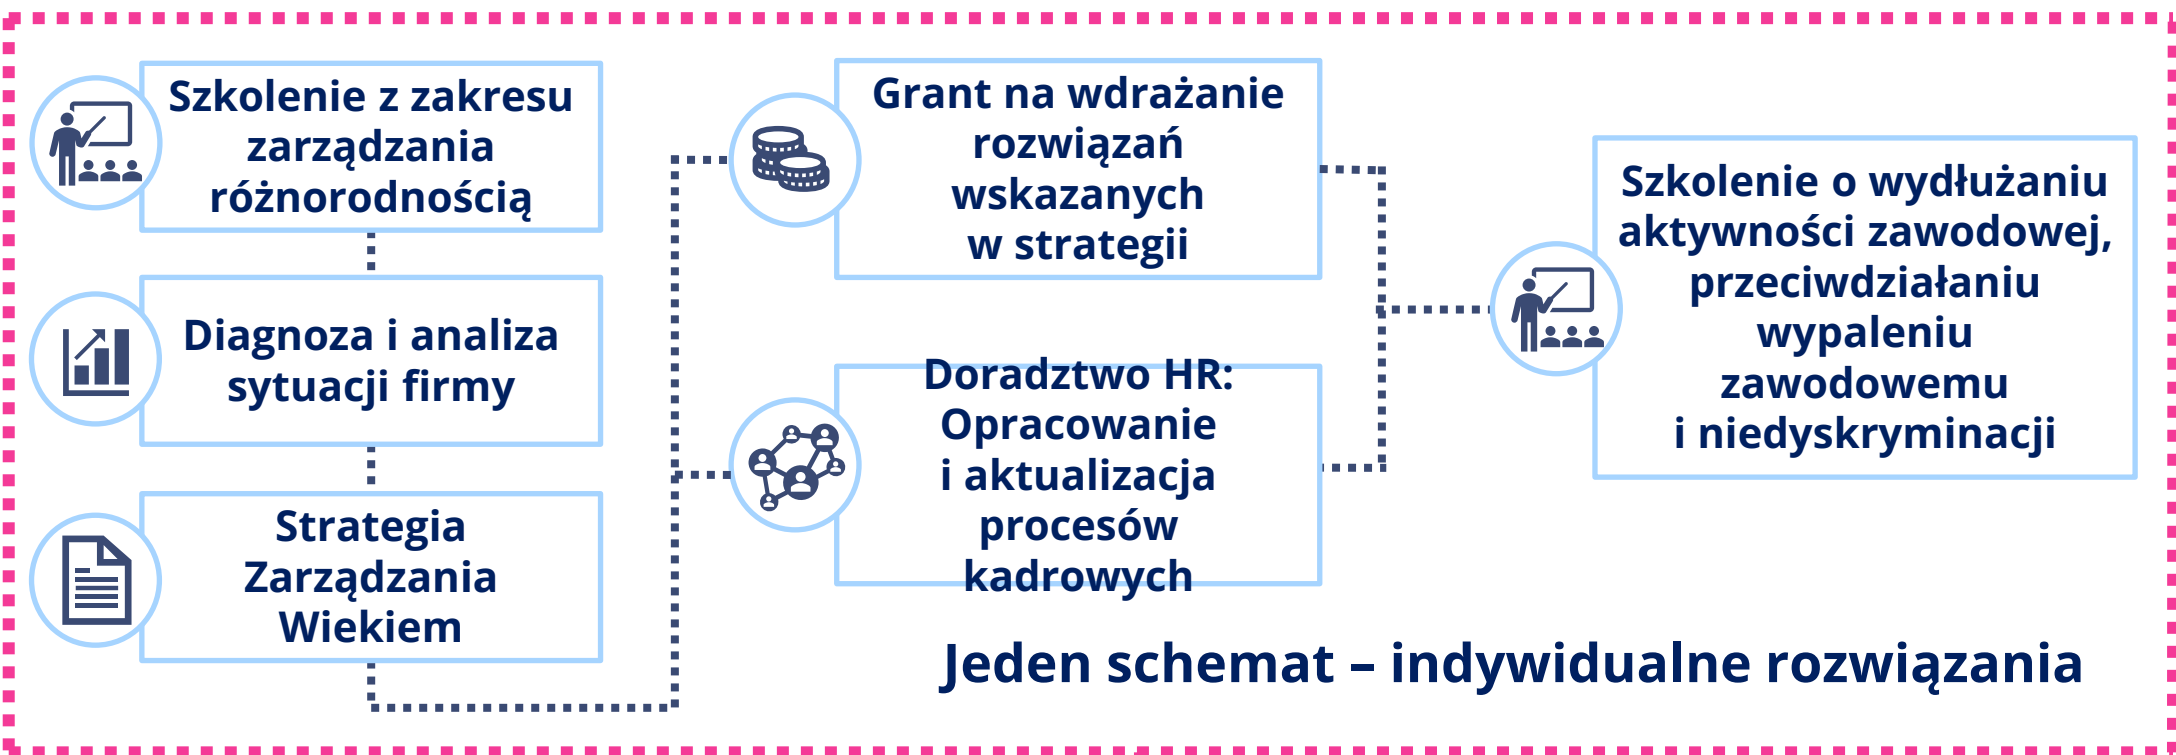 Szkolenie z zakresu
zarządzania
różnorodnością
Diagnoza i analiza
sytuacji firmy
Strategia
Zarządzania
Wiekiem
Grant na wdrażanie
rozwiązań
wskazanych
w strategii
Doradztwo HR:
Opracowanie
i aktualizacja
procesów
kadrowych
Szkolenie o wydłużaniu
aktywności zawodowej,
przeciwdziałaniu
wypaleniu
zawodowemu
i niedyskryminacji
Jeden schemat – indywidualne rozwiązania